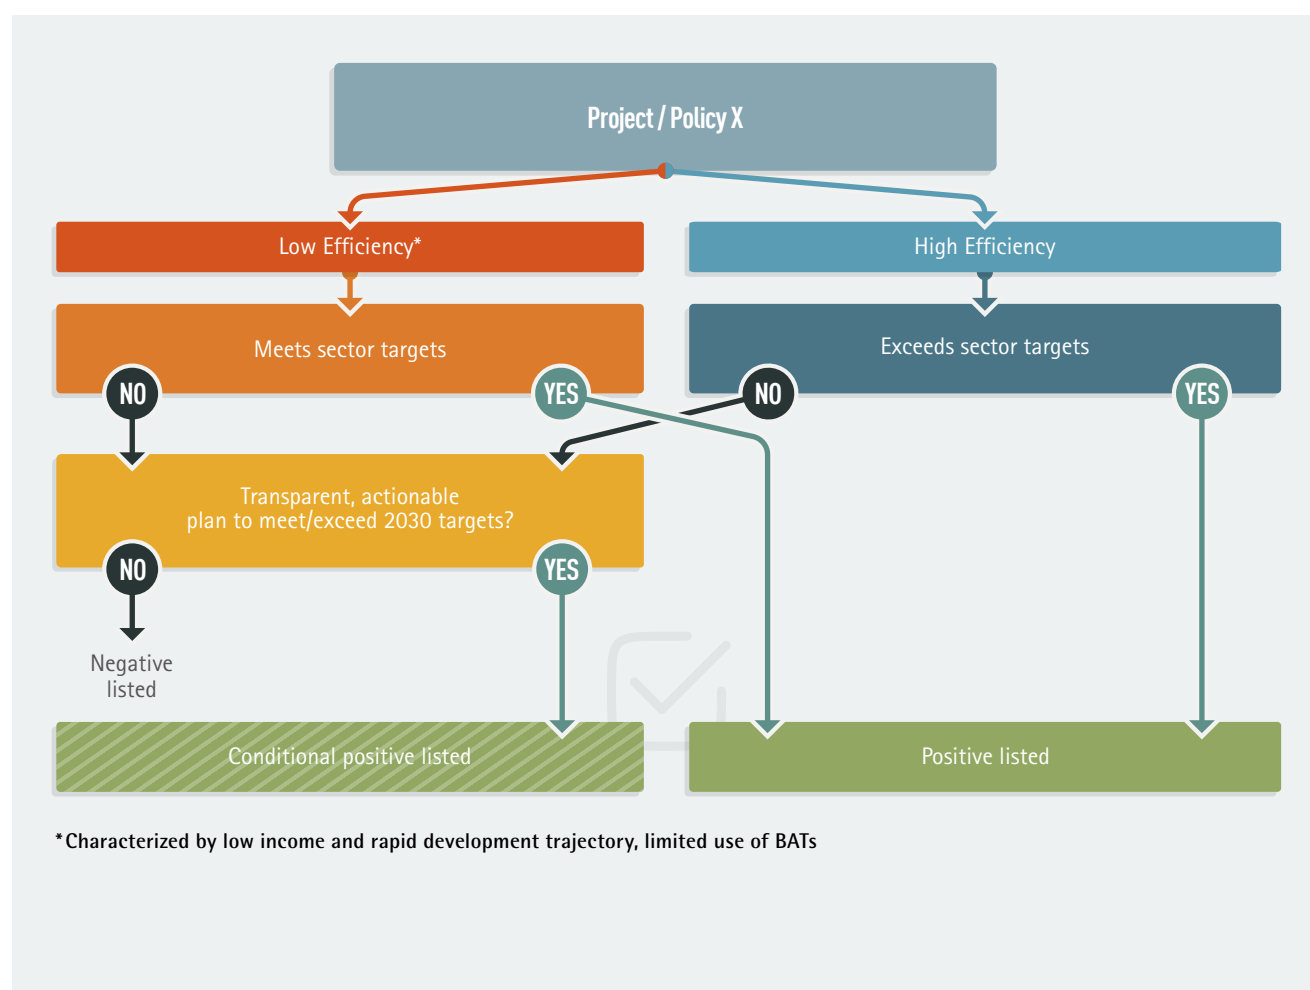 Project / Policy X
Low Efficiency*
High Efficiency
Meets sector targets
Exceeds sector targets
NO
YES
NO
YES
Transparent, actionable
plan to meet/exceed 2030 targets?
NO
YES
Negative
listed
Conditional positive listed
Positive listed
*Characterized by low income and rapid development trajectory, limited use of BATs